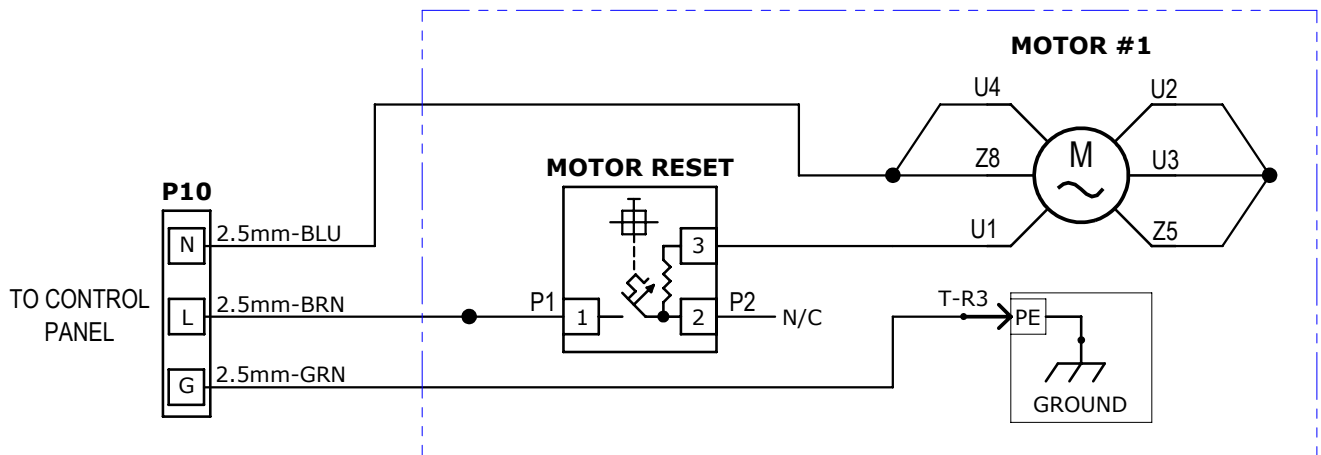 MOTOR #1
U4
U2
Z8
M
U3
U1
Z5
MOTOR RESET
3
P1
1
2
P2
N/C
P10
N
2.5mm-BLU
TO CONTROL
PANEL
L
2.5mm-BRN
G
2.5mm-GRN
T-R3
PE
GROUND